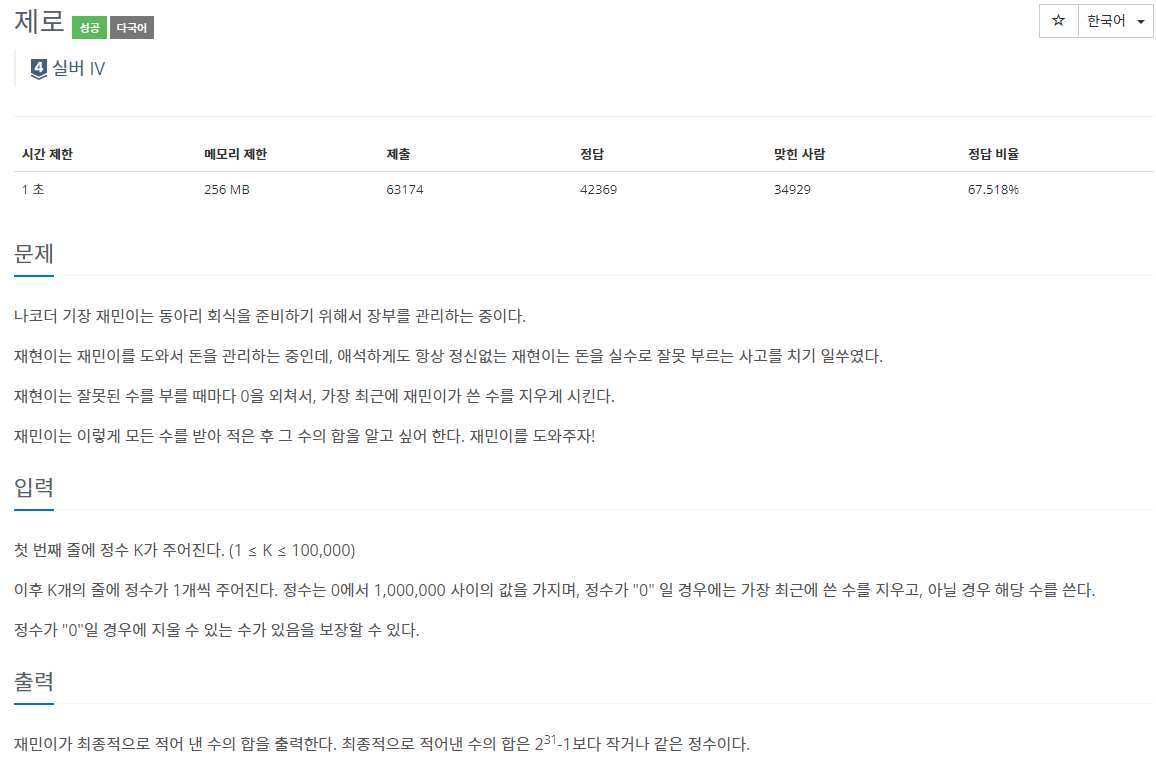 제로 성공 다국어
☆ 한국어
4 실버 IV
시간 제한 메모리 제한 제출 정답 맞힌 사람 정답 비율
1 초 256 MB 63174 42369 34929 67.518%
문제
나코더 기장 재민이는 동아리 회식을 준비하기 위해서 장부를 관리하는 중이다.
재현이는 재민이를 도와서 돈을 관리하는 중인데, 애석하게도 항상 정신없는 재현이는 돈을 실수로 잘못 부르는 사고를 치기 일쑤였다.
재현이는 잘못된 수를 부를 때마다 0을 외쳐서, 가장 최근에 재민이가 쓴 수를 지우게 시킨다.
재민이는 이렇게 모든 수를 받아 적은 후 그 수의 합을 알고 싶어 한다. 재민이를 도와주자!
입력
첫 번째 줄에 정수 K가 주어진다. (1 ≤ K ≤ 100,000)
이후 K개의 줄에 정수가 1개씩 주어진다. 정수는 0에서 1,000,000 사이의 값을 가지며, 정수가 "0" 일 경우에는 가장 최근에 쓴 수를 지우고, 아닐 경우 해당 수를 쓴다.
정수가 "0"일 경우에 지울 수 있는 수가 있음을 보장할 수 있다.
출력
재민이가 최종적으로 적어 낸 수의 합을 출력한다. 최종적으로 적어낸 수의 합은 2³¹-1보다 작거나 같은 정수이다.